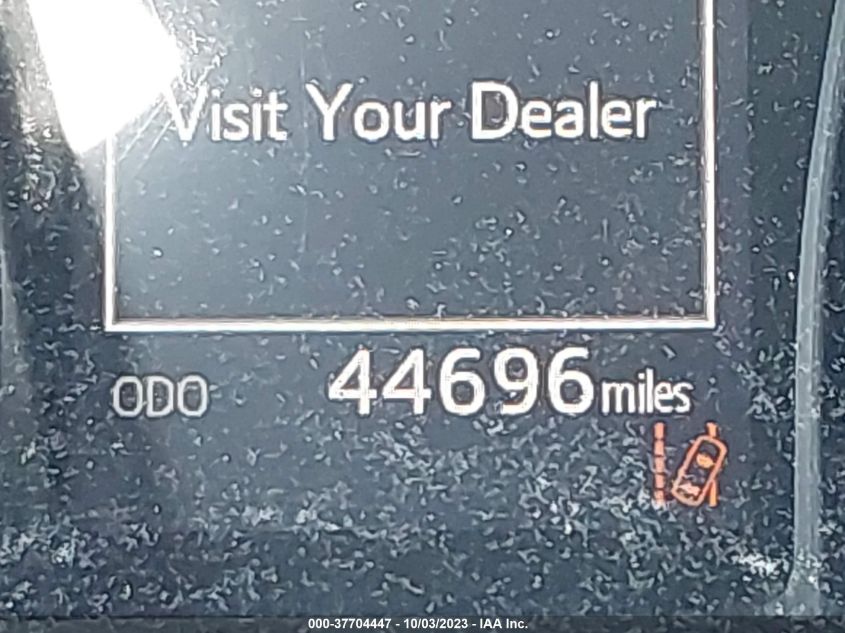 Visit Your Dealer
ODO 44696 miles
000-37704447 - 10/03/2023 - IAA Inc.